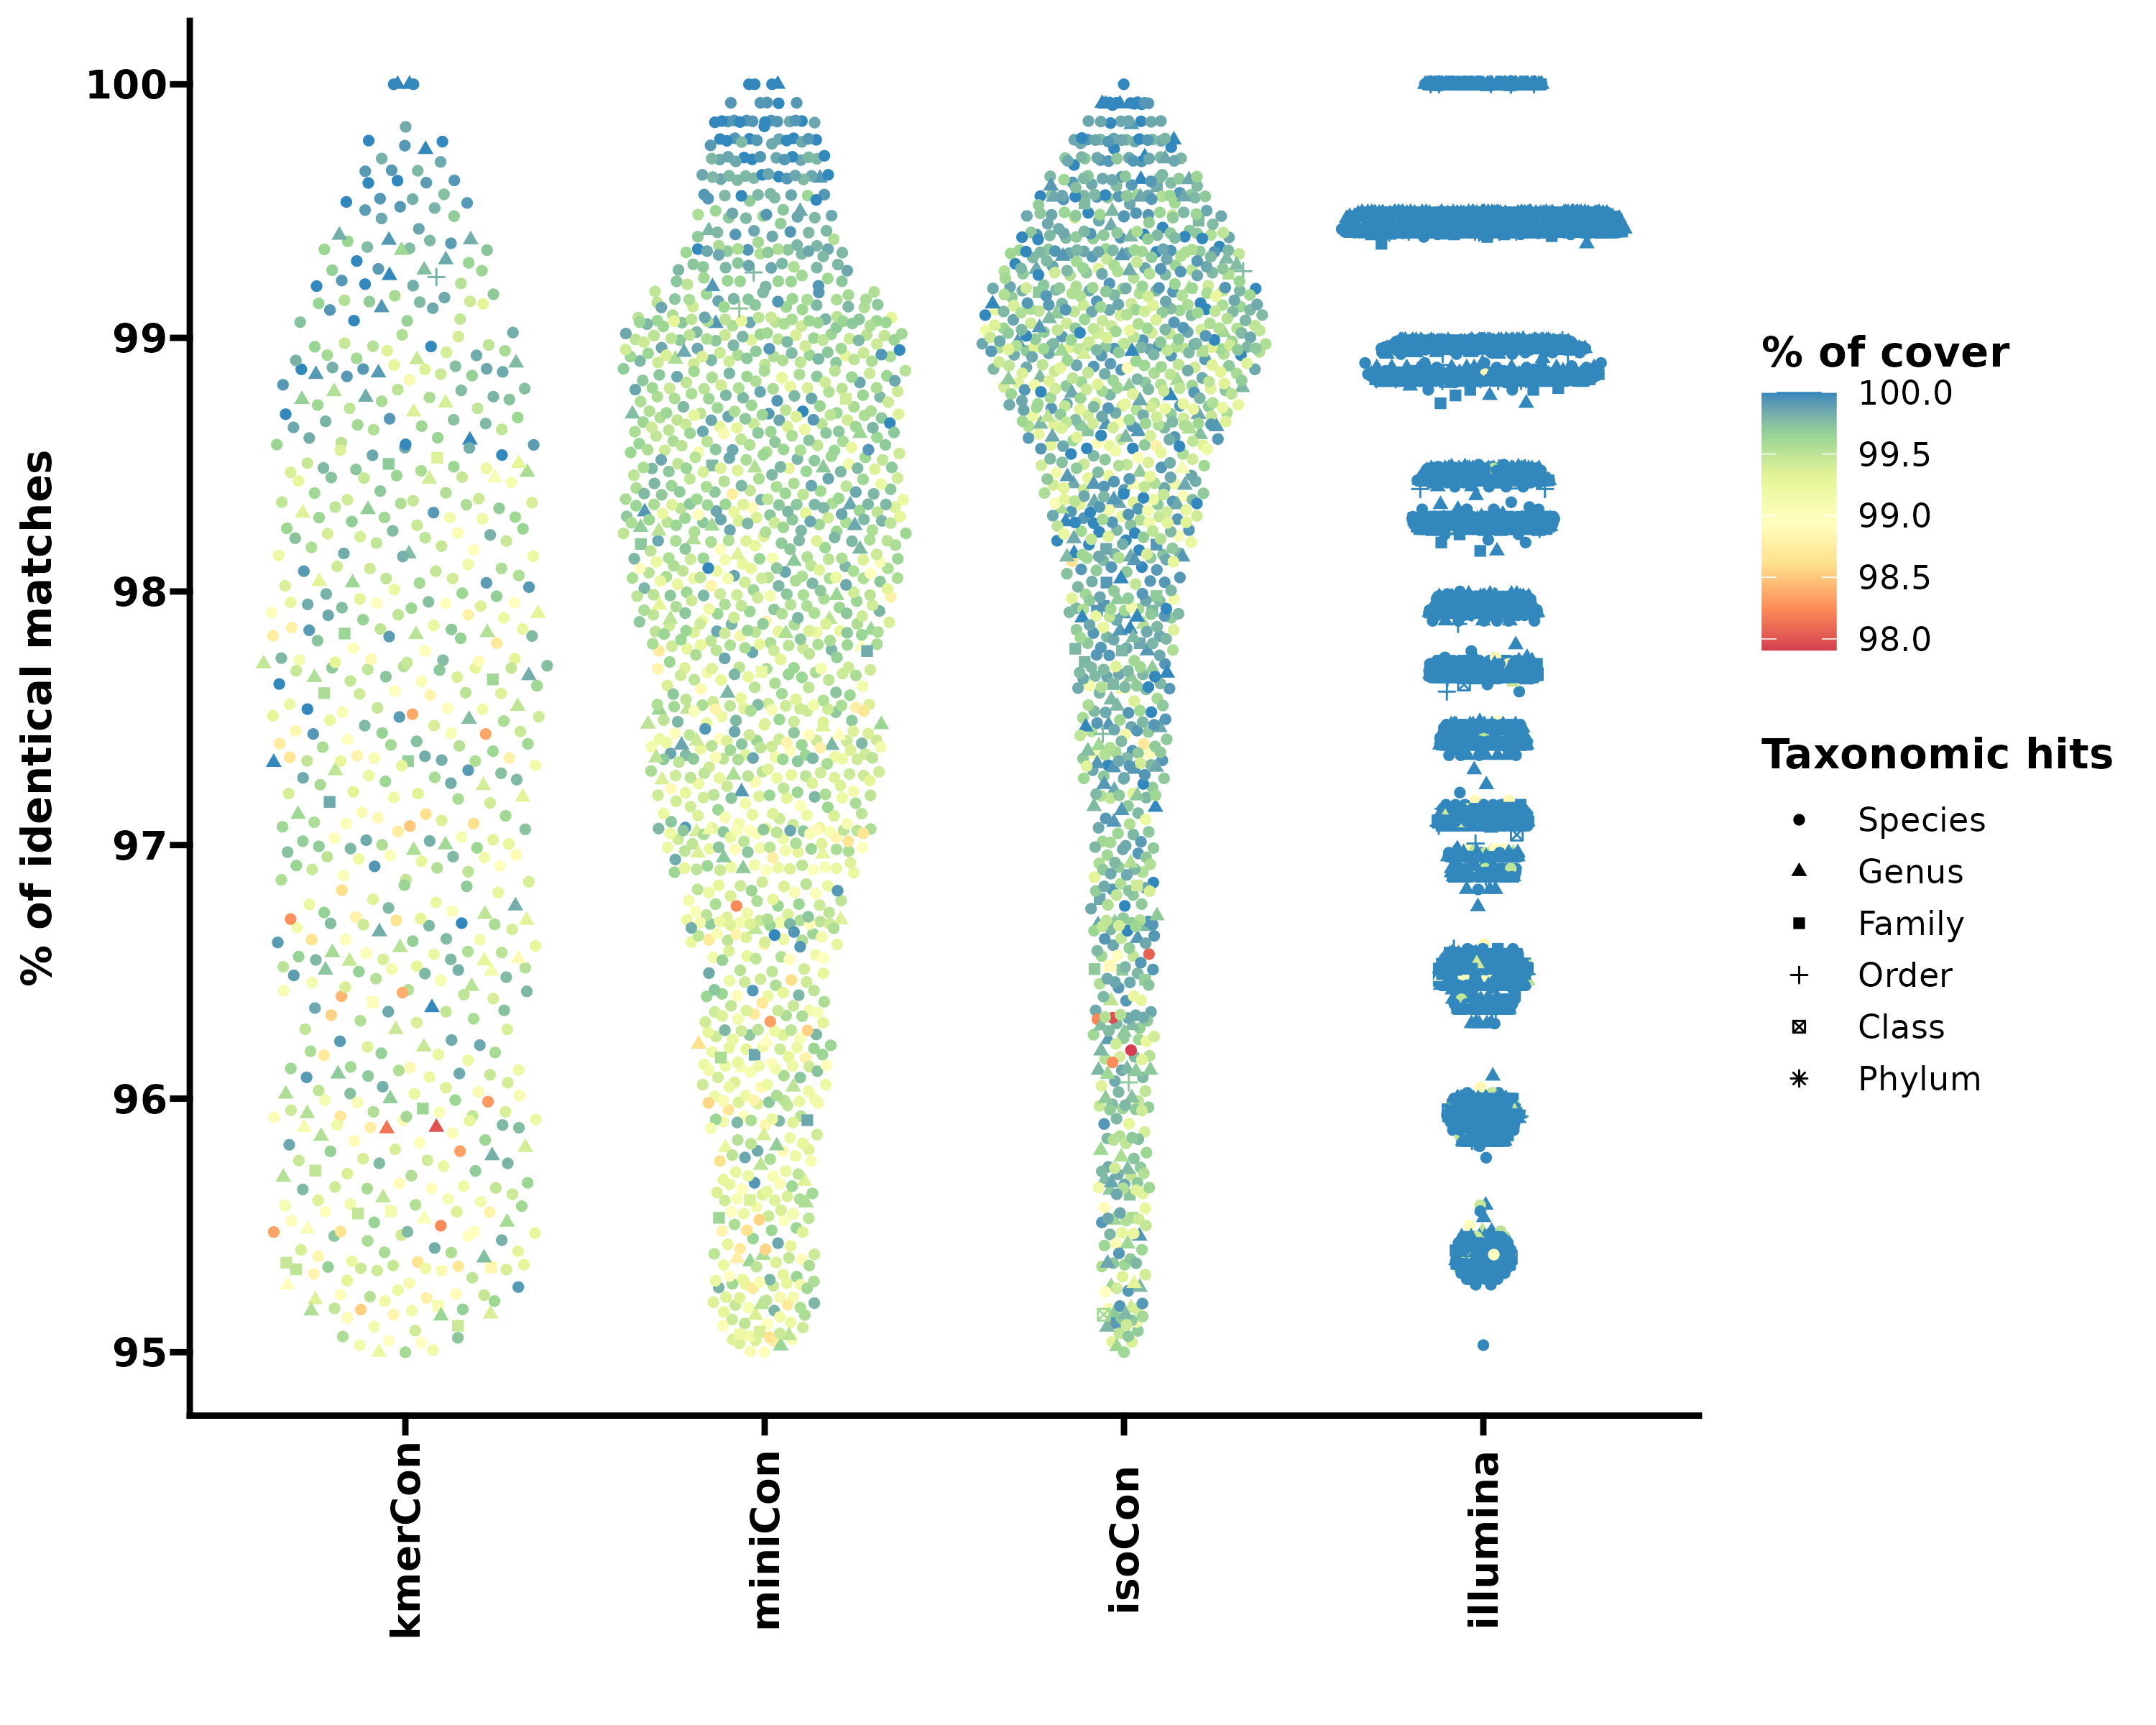 % of identical matches
100
99
98
97
96
95
kmerCon
miniCon
isoCon
illumina
% of cover
100.0
99.5
99.0
98.5
98.0
Taxonomic hits
Species
Genus
Family
Order
Class
Phylum